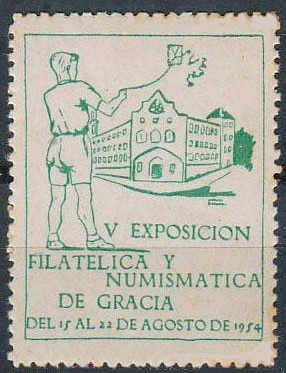 V EXPOSICION
FILATELICA Y
NUMISMATICA
DE GRACIA
DEL 15 AL 22 DE AGOSTO DE 1954